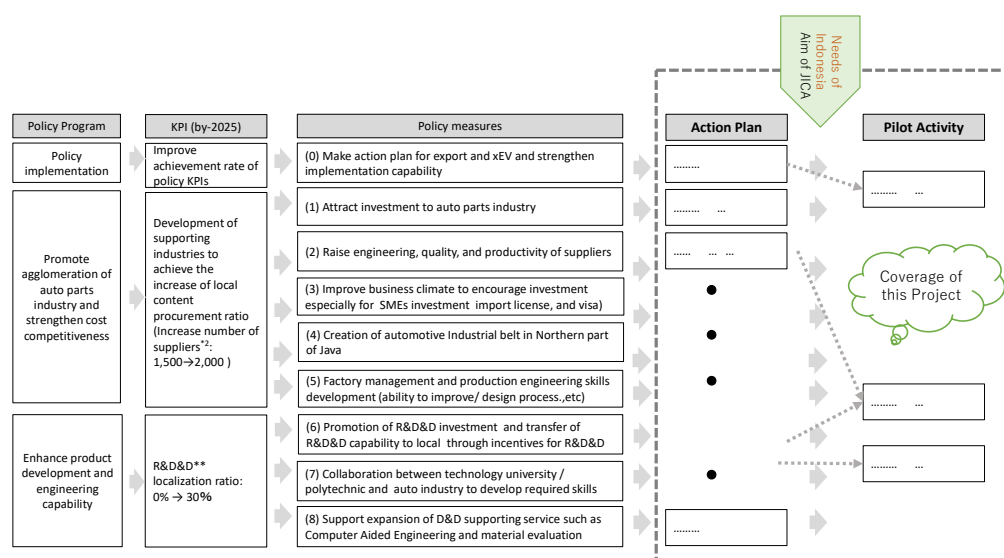 Needs of
Indonesia
Aim of JICA
Policy Program
KPI (by-2025)
Policy measures
Action Plan
Pilot Activity
Policy
implementation
Improve
achievement rate of
policy KPIs
(0) Make action plan for export and xEV and strengthen
implementation capability
.........
......... ...
Promote
agglomeration of
auto parts
industry and
strengthen cost
competitiveness
Development of
supporting
industries to
achieve the
increase of local
content
procurement ratio
(Increase number of
suppliers*2:
1,500→2,000 )
(1) Attract investment to auto parts industry
(2) Raise engineering, quality, and productivity of suppliers
(3) Improve business climate to encourage investment
especially for SMEs investment import license, and visa)
(4) Creation of automotive Industrial belt in Northern part
of Java
(5) Factory management and production engineering skills
development (ability to improve/ design process.,etc)
......... ...
...... ... ...
●
●
●
Coverage of
this Project
......... ...
Enhance product
development and
engineering
capability
R&D&D**
localization ratio:
0% → 30%
(6) Promotion of R&D&D investment and transfer of
R&D&D capability to local through incentives for R&D&D
(7) Collaboration between technology university /
polytechnic and auto industry to develop required skills
(8) Support expansion of D&D supporting service such as
Computer Aided Engineering and material evaluation
●
.........
......... ...